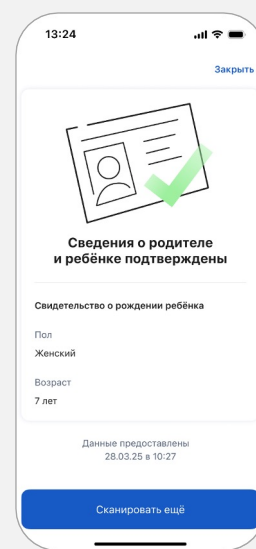 13:24
Закрыть
Сведения о родителе
и ребёнке подтверждены
Свидетельство о рождении ребёнка
Пол
Женский
Возраст
7 лет
Данные предоставлены
28.03.25 в 10:27
Сканировать ещё